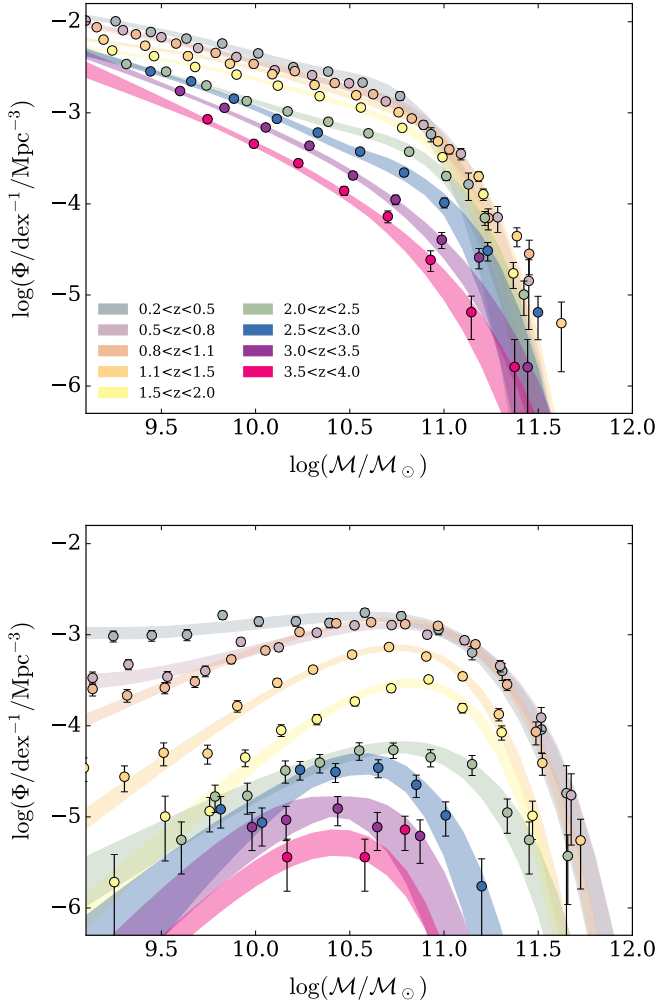 −2
−3
−4
−5
−6
log(Φ/dex⁻¹/Mpc⁻³)
0.2<z<0.5
0.5<z<0.8
0.8<z<1.1
1.1<z<1.5
1.5<z<2.0
2.0<z<2.5
2.5<z<3.0
3.0<z<3.5
3.5<z<4.0
9.5 10.0 10.5 11.0 11.5 12.0
log(ℳ/ℳ⊙)
−2
−3
−4
−5
−6
log(Φ/dex⁻¹/Mpc⁻³)
9.5 10.0 10.5 11.0 11.5 12.0
log(ℳ/ℳ⊙)